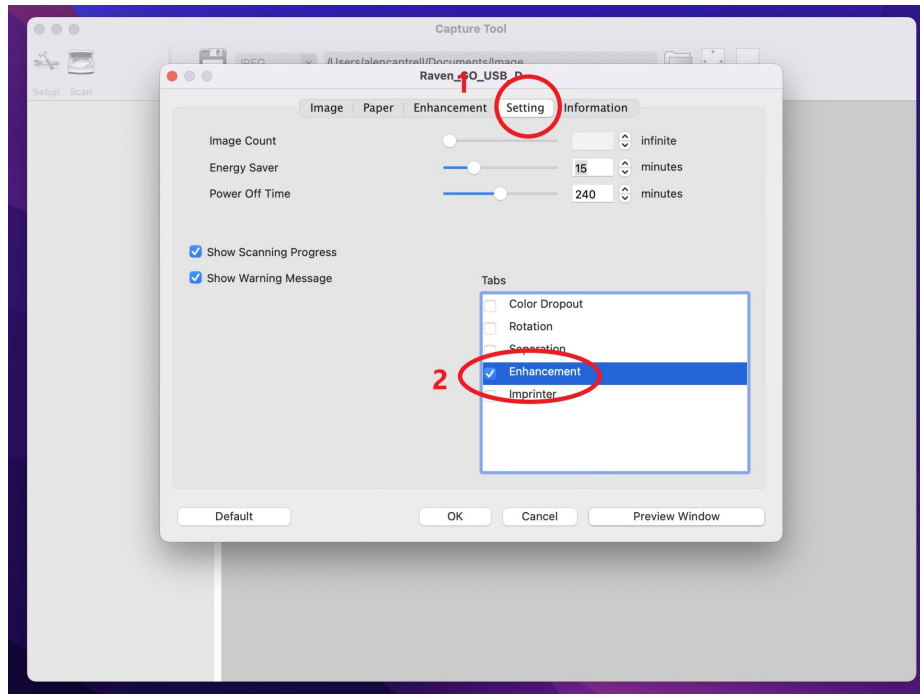 Capture Tool
JPEG /Users/alencantrell/Documents/Image
Setup Scan
1
Raven_GO_USB_D
Image Paper Enhancement Setting Information
Image Count infinite
Energy Saver 15 minutes
Power Off Time 240 minutes
Show Scanning Progress
Show Warning Message
Tabs
Color Dropout
Rotation
Separation
2 Enhancement
Imprinter
Default OK Cancel Preview Window